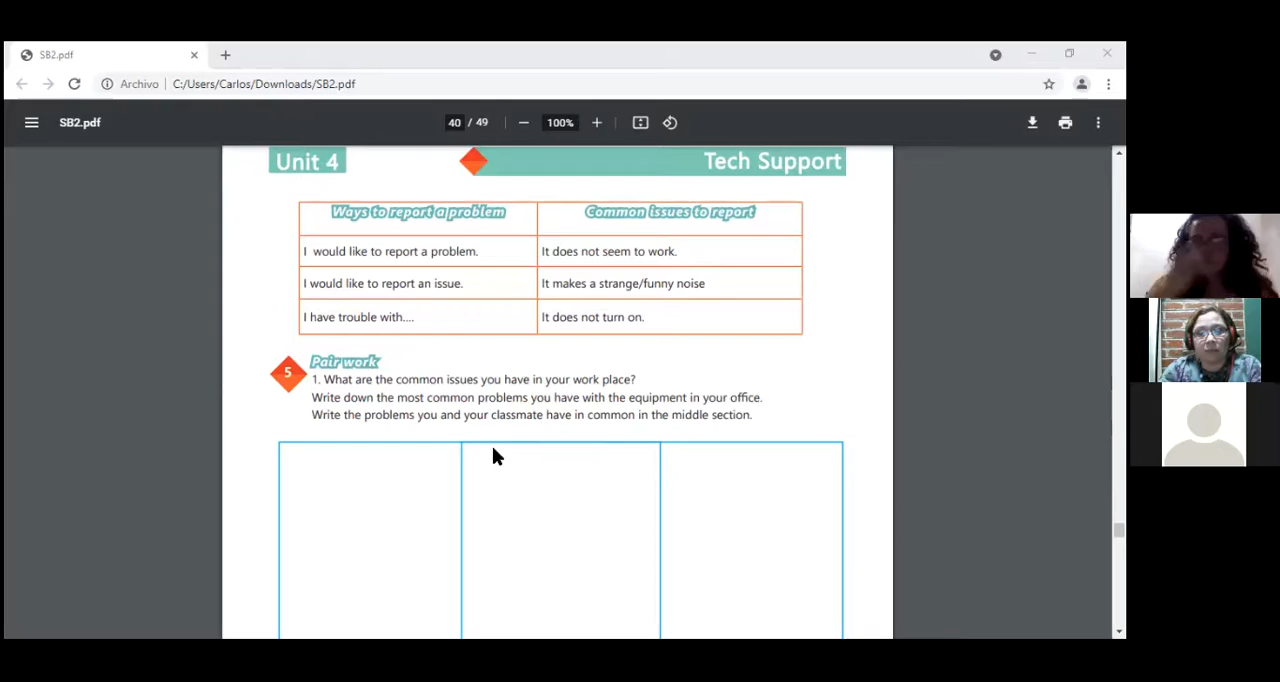 SB2.pdf
Archivo
C:/Users/Carlos/Downloads/SB2.pdf
SB2.pdf
40 / 49
100%
Unit 4
Tech Support
Ways to report a problem
Common issues to report
I would like to report a problem.
It does not seem to work.
I would like to report an issue.
It makes a strange/funny noise
I have trouble with....
It does not turn on.
5
Pair work
1. What are the common issues you have in your work place?
Write down the most common problems you have with the equipment in your office.
Write the problems you and your classmate have in common in the middle section.